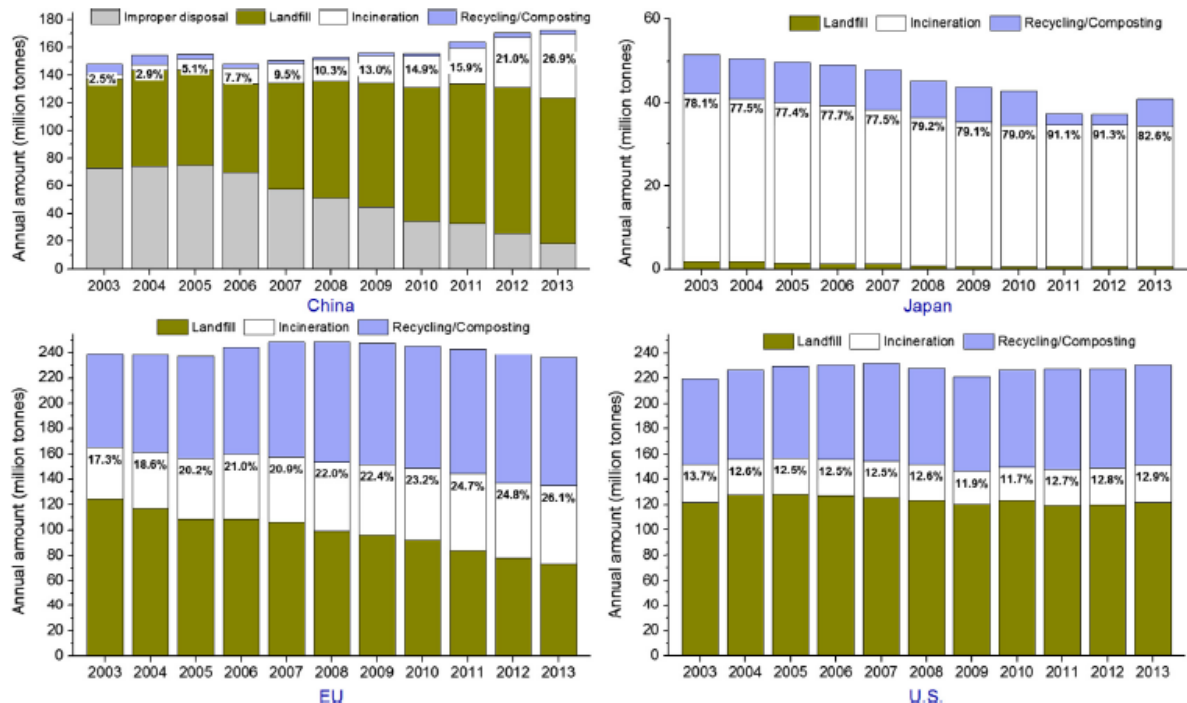 Improper disposal Landfill Incineration Recycling/Composting
Annual amount (million tonnes)
180
160
140
120
100
80
60
40
20
0
2.5% 2.9% 5.1% 7.7% 9.5% 10.3% 13.0% 14.9% 15.9% 21.0% 26.9%
2003 2004 2005 2006 2007 2008 2009 2010 2011 2012 2013
China
Landfill Incineration Recycling/Composting
Annual amount (million tonnes)
60
40
20
0
78.1% 77.5% 77.4% 77.7% 77.5% 79.2% 79.1% 79.0% 91.1% 91.3% 82.6%
2003 2004 2005 2006 2007 2008 2009 2010 2011 2012 2013
Japan
Landfill Incineration Recycling/Composting
Annual amount (million tonnes)
240
220
200
180
160
140
120
100
80
60
40
20
0
17.3% 18.6% 20.2% 21.0% 20.9% 22.0% 22.4% 23.2% 24.7% 24.8% 26.1%
2003 2004 2005 2006 2007 2008 2009 2010 2011 2012 2013
EU
Landfill Incineration Recycling/Composting
Annual amount (million tonnes)
240
220
200
180
160
140
120
100
80
60
40
20
0
13.7% 12.6% 12.5% 12.5% 12.5% 12.6% 11.9% 11.7% 12.7% 12.8% 12.9%
2003 2004 2005 2006 2007 2008 2009 2010 2011 2012 2013
U.S.